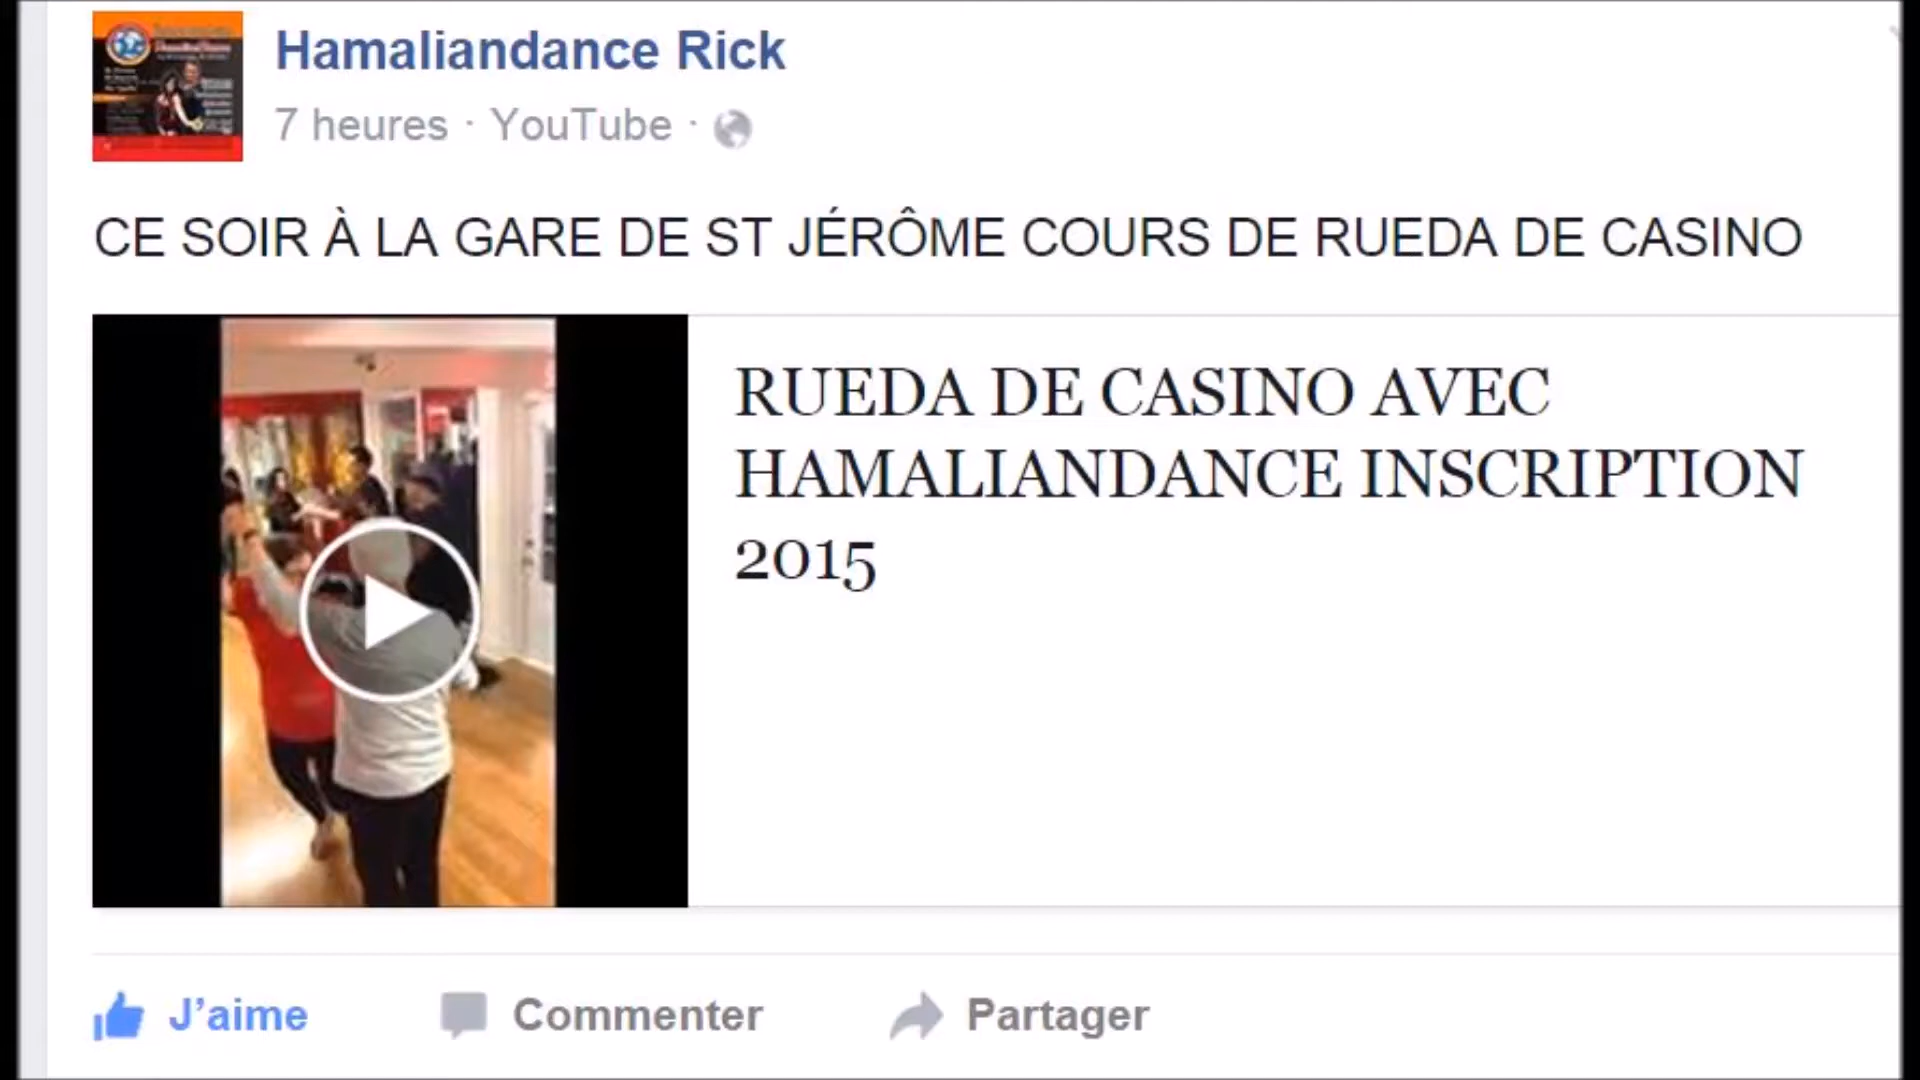 Hamaliandance Rick
7 heures · YouTube ·
CE SOIR À LA GARE DE ST JÉRÔME COURS DE RUEDA DE CASINO
RUEDA DE CASINO AVEC
HAMALIANDANCE INSCRIPTION
2015
J’aime
Commenter
Partager